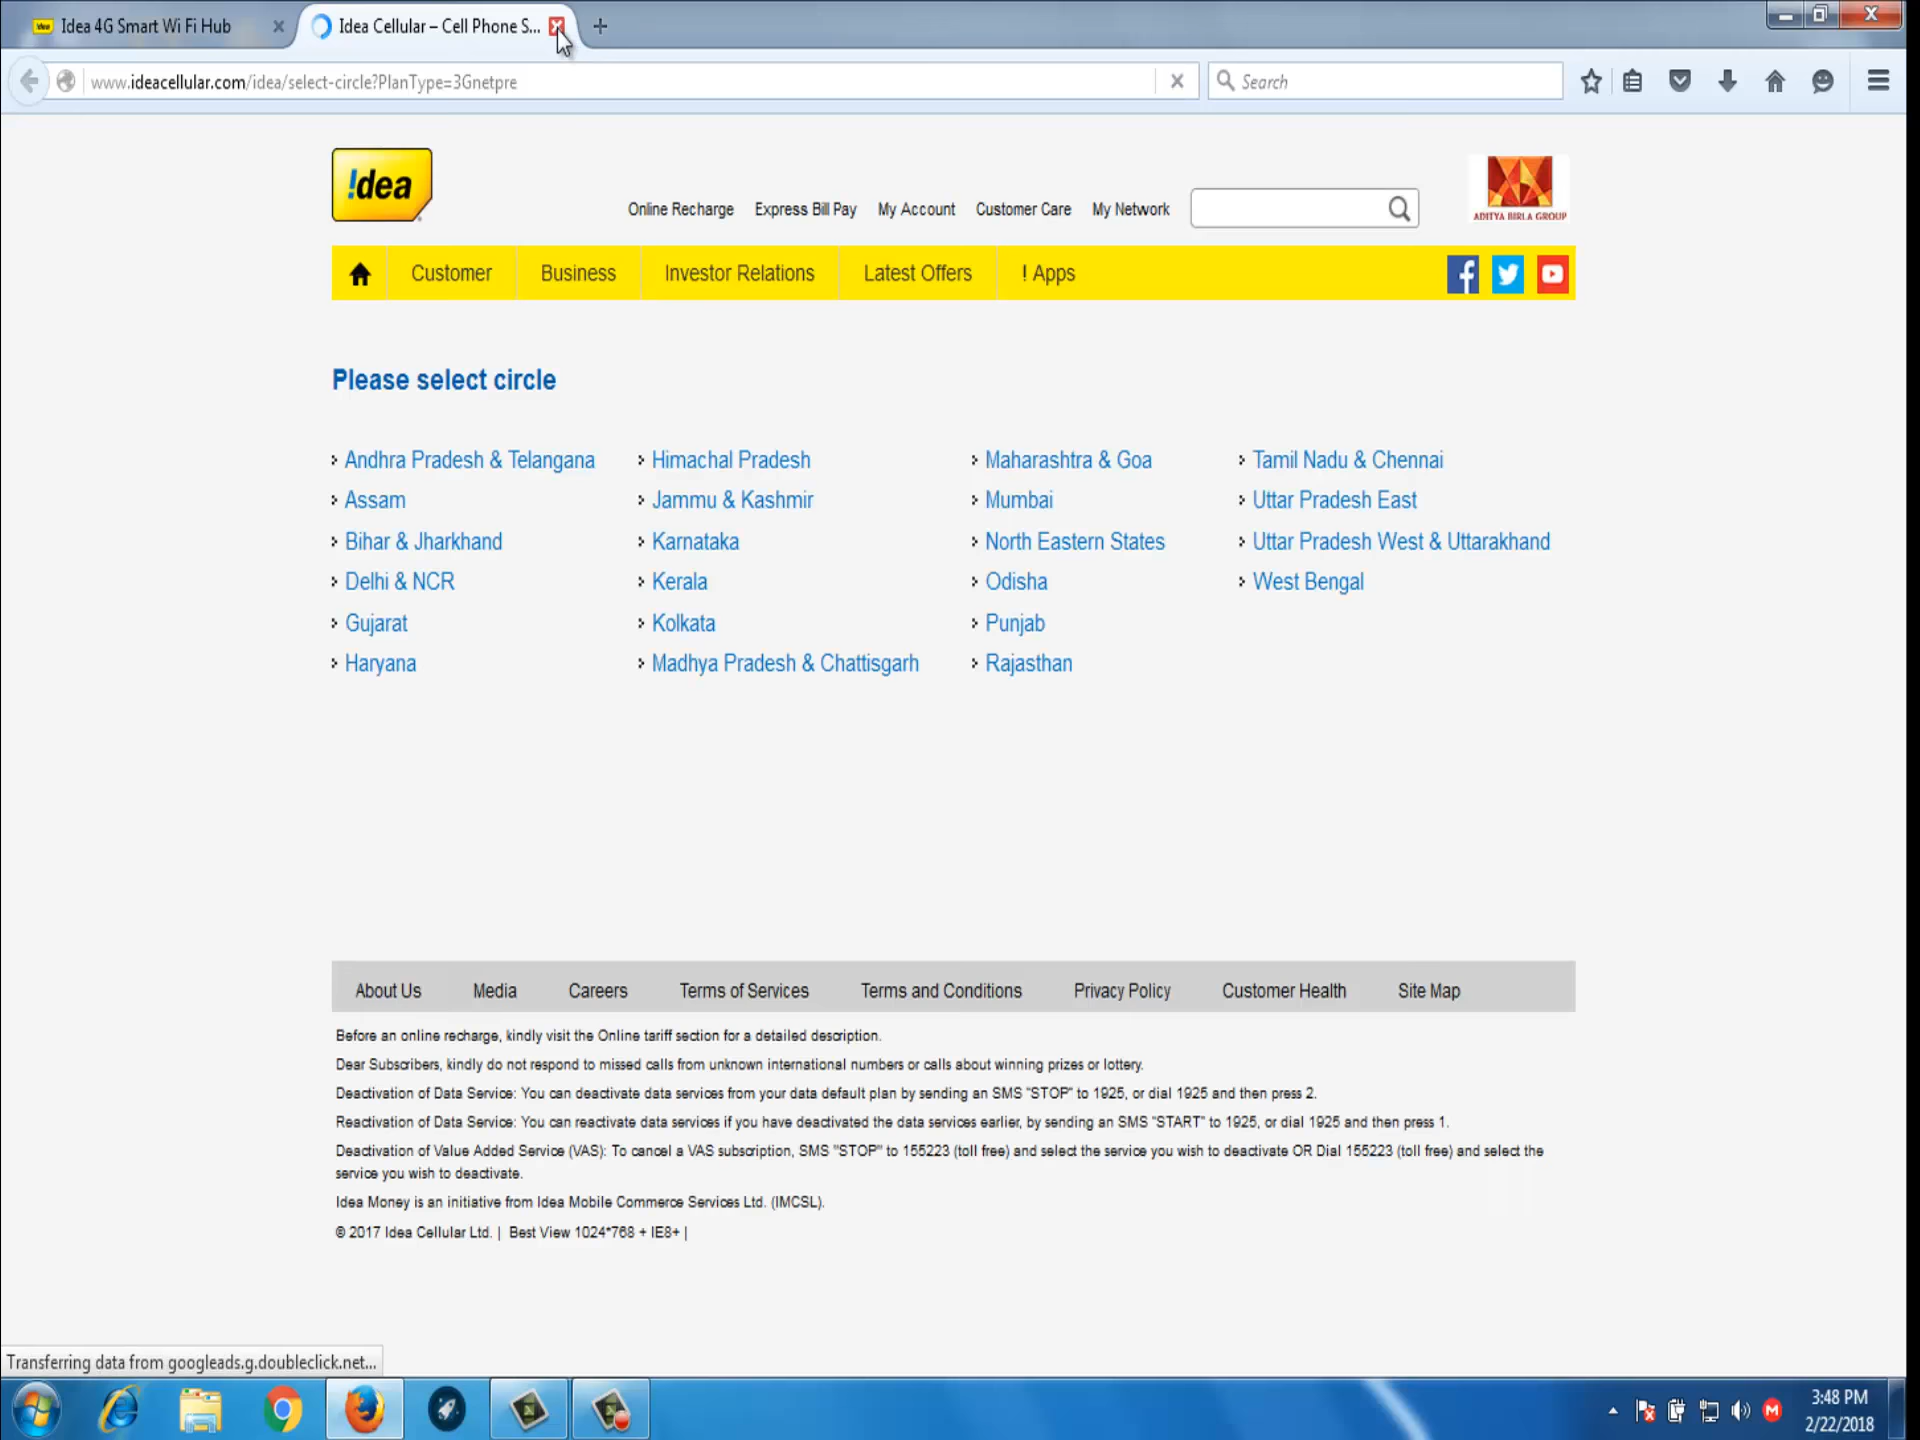 Idea 4G Smart Wi Fi Hub
Idea Cellular – Cell Phone S...
www.ideacellular.com/idea/select-circle?PlanType=3Gnetpre
Search
!dea
Online Recharge Express Bill Pay My Account Customer Care My Network
ADITYA BIRLA GROUP
Customer Business Investor Relations Latest Offers ! Apps
Please select circle
Andhra Pradesh & Telangana
Assam
Bihar & Jharkhand
Delhi & NCR
Gujarat
Haryana
Himachal Pradesh
Jammu & Kashmir
Karnataka
Kerala
Kolkata
Madhya Pradesh & Chattisgarh
Maharashtra & Goa
Mumbai
North Eastern States
Odisha
Punjab
Rajasthan
Tamil Nadu & Chennai
Uttar Pradesh East
Uttar Pradesh West & Uttarakhand
West Bengal
About Us Media Careers Terms of Services Terms and Conditions Privacy Policy Customer Health Site Map
Before an online recharge, kindly visit the Online tariff section for a detailed description.
Dear Subscribers, kindly do not respond to missed calls from unknown international numbers or calls about winning prizes or lottery.
Deactivation of Data Service: You can deactivate data services from your data default plan by sending an SMS "STOP" to 1925, or dial 1925 and then press 2.
Reactivation of Data Service: You can reactivate data services if you have deactivated the data services earlier, by sending an SMS "START" to 1925, or dial 1925 and then press 1.
Deactivation of Value Added Service (VAS): To cancel a VAS subscription, SMS "STOP" to 155223 (toll free) and select the service you wish to deactivate OR Dial 155223 (toll free) and select the
service you wish to deactivate.
Idea Money is an initiative from Idea Mobile Commerce Services Ltd. (IMCSL).
© 2017 Idea Cellular Ltd. | Best View 1024*768 + IE8+ |
Transferring data from googleads.g.doubleclick.net...
3:48 PM
2/22/2018